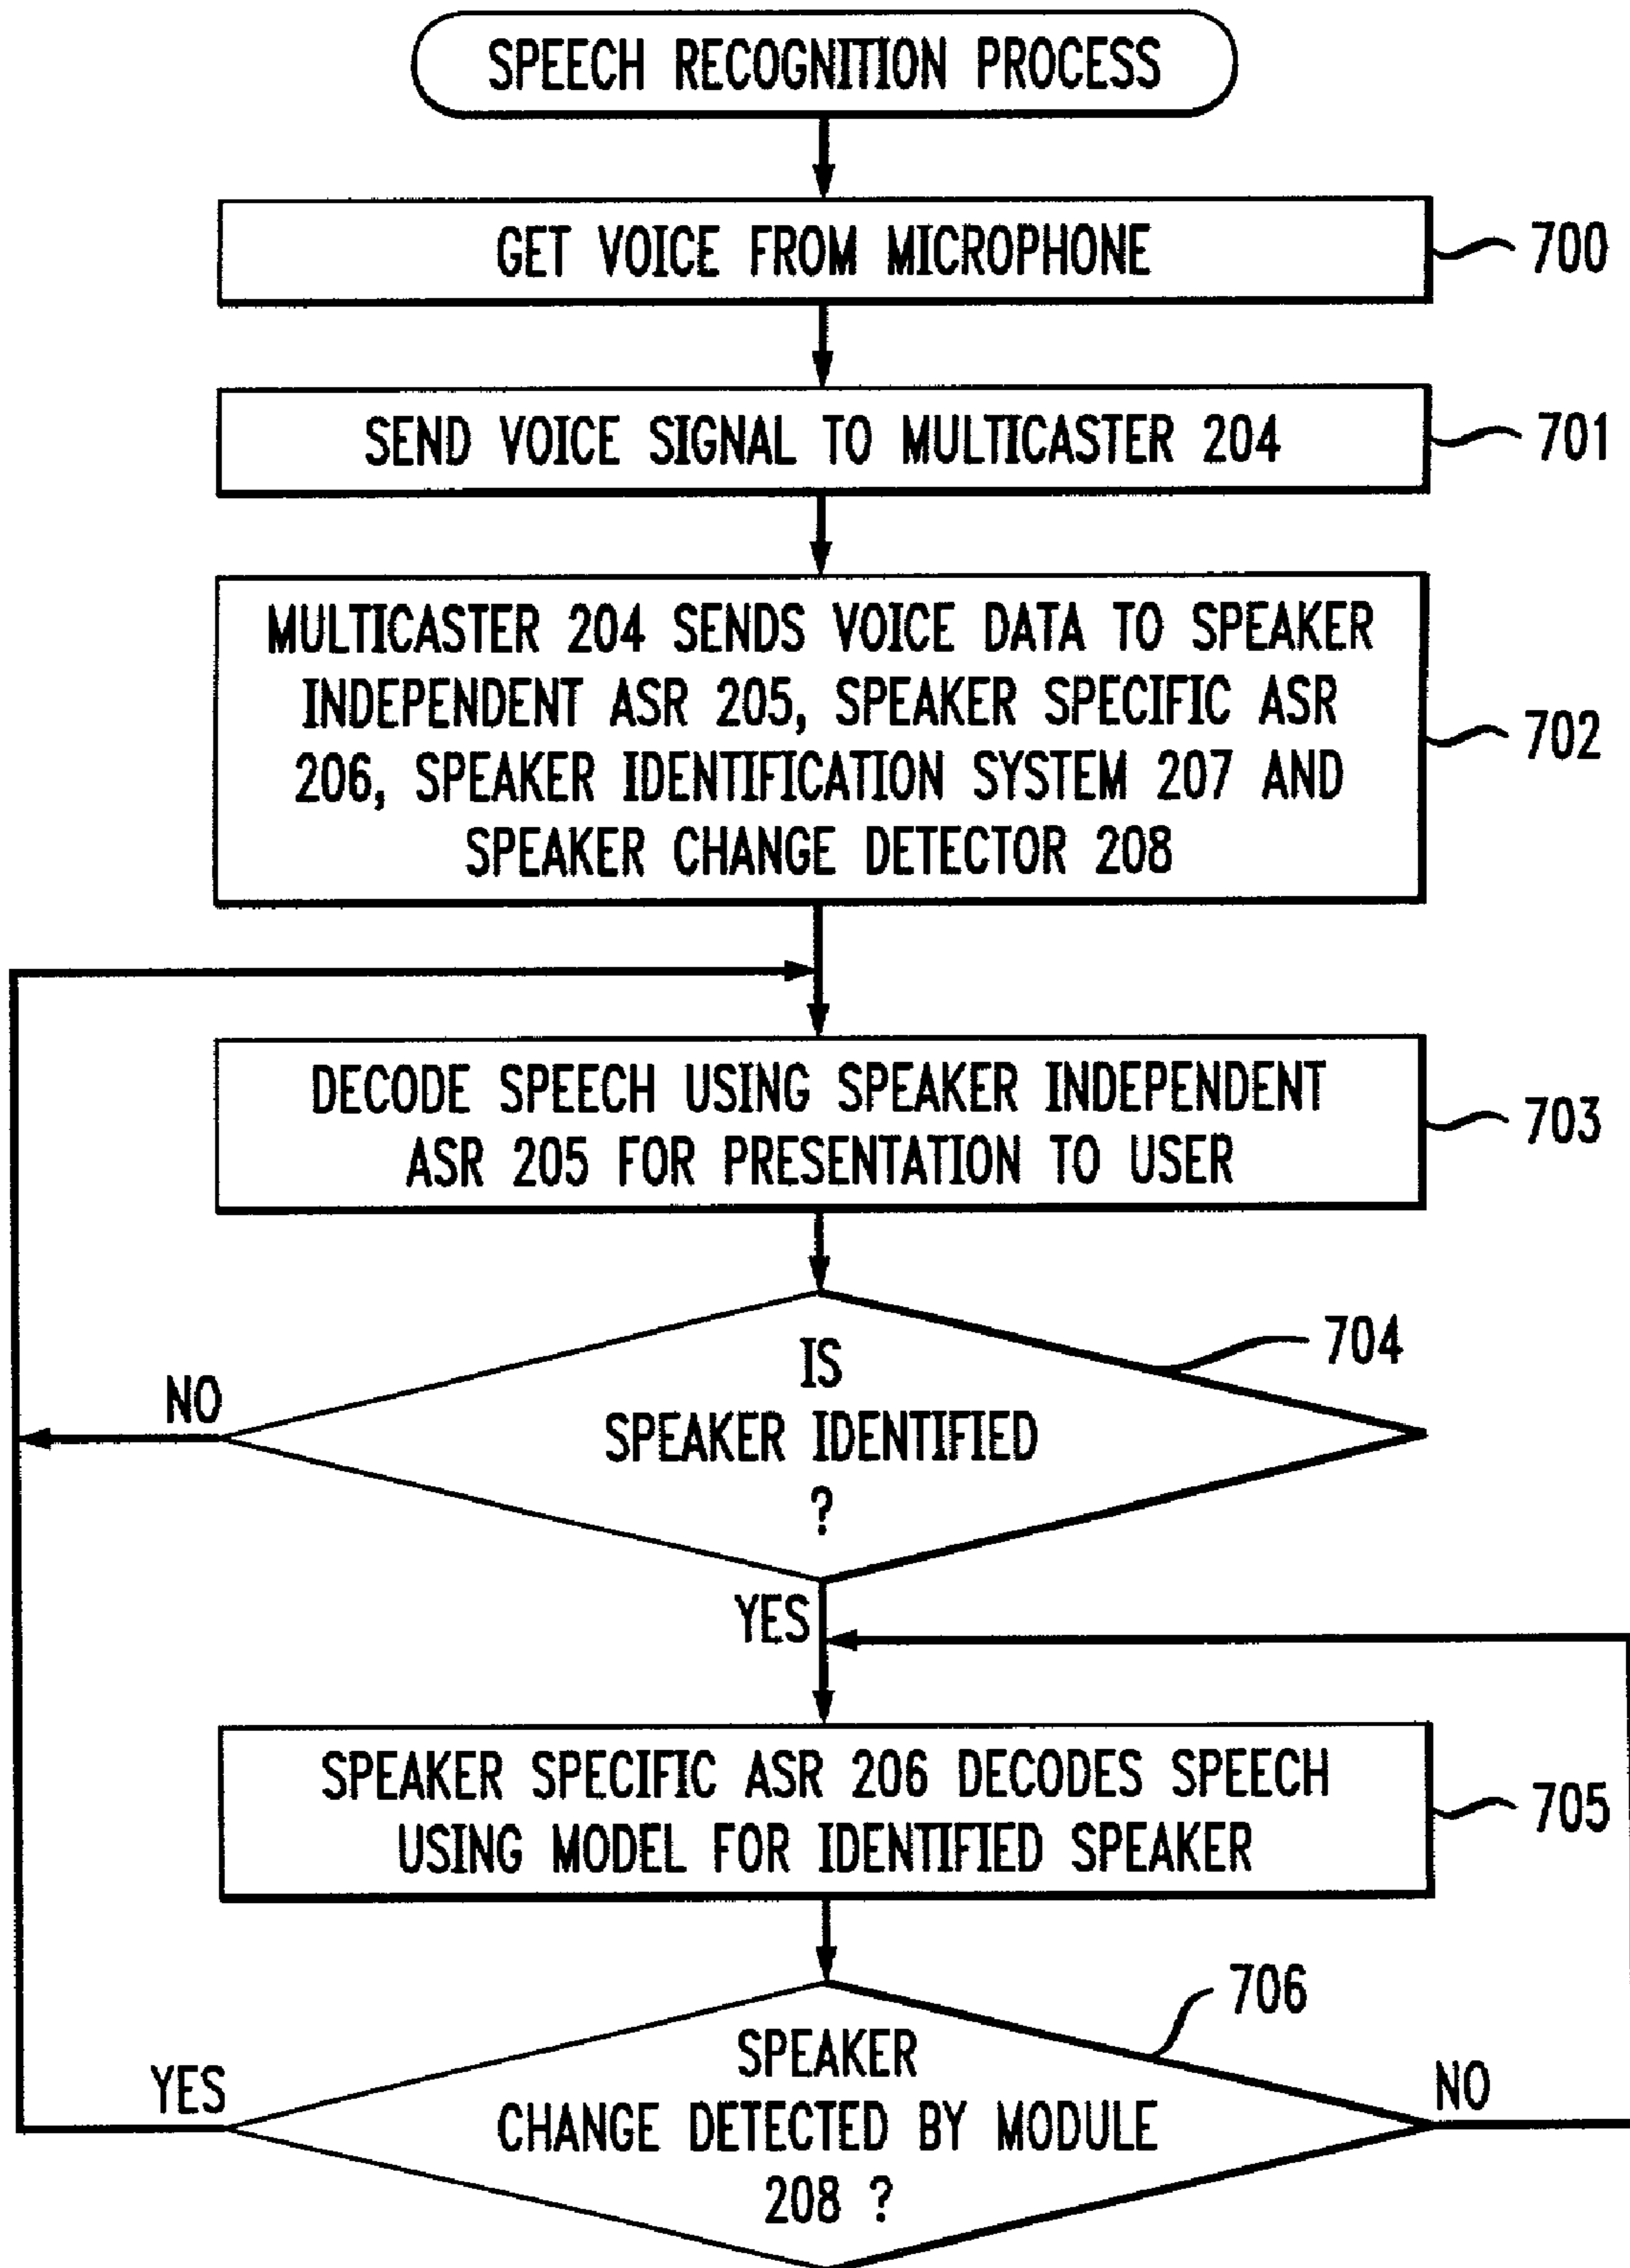 SPEECH RECOGNITION PROCESS
GET VOICE FROM MICROPHONE
700
SEND VOICE SIGNAL TO MULTICASTER 204
701
MULTICASTER 204 SENDS VOICE DATA TO SPEAKER
INDEPENDENT ASR 205, SPEAKER SPECIFIC ASR
206, SPEAKER IDENTIFICATION SYSTEM 207 AND
SPEAKER CHANGE DETECTOR 208
702
DECODE SPEECH USING SPEAKER INDEPENDENT
ASR 205 FOR PRESENTATION TO USER
703
IS
SPEAKER IDENTIFIED
?
704
NO
YES
SPEAKER SPECIFIC ASR 206 DECODES SPEECH
USING MODEL FOR IDENTIFIED SPEAKER
705
SPEAKER
CHANGE DETECTED BY MODULE
208 ?
706
YES
NO